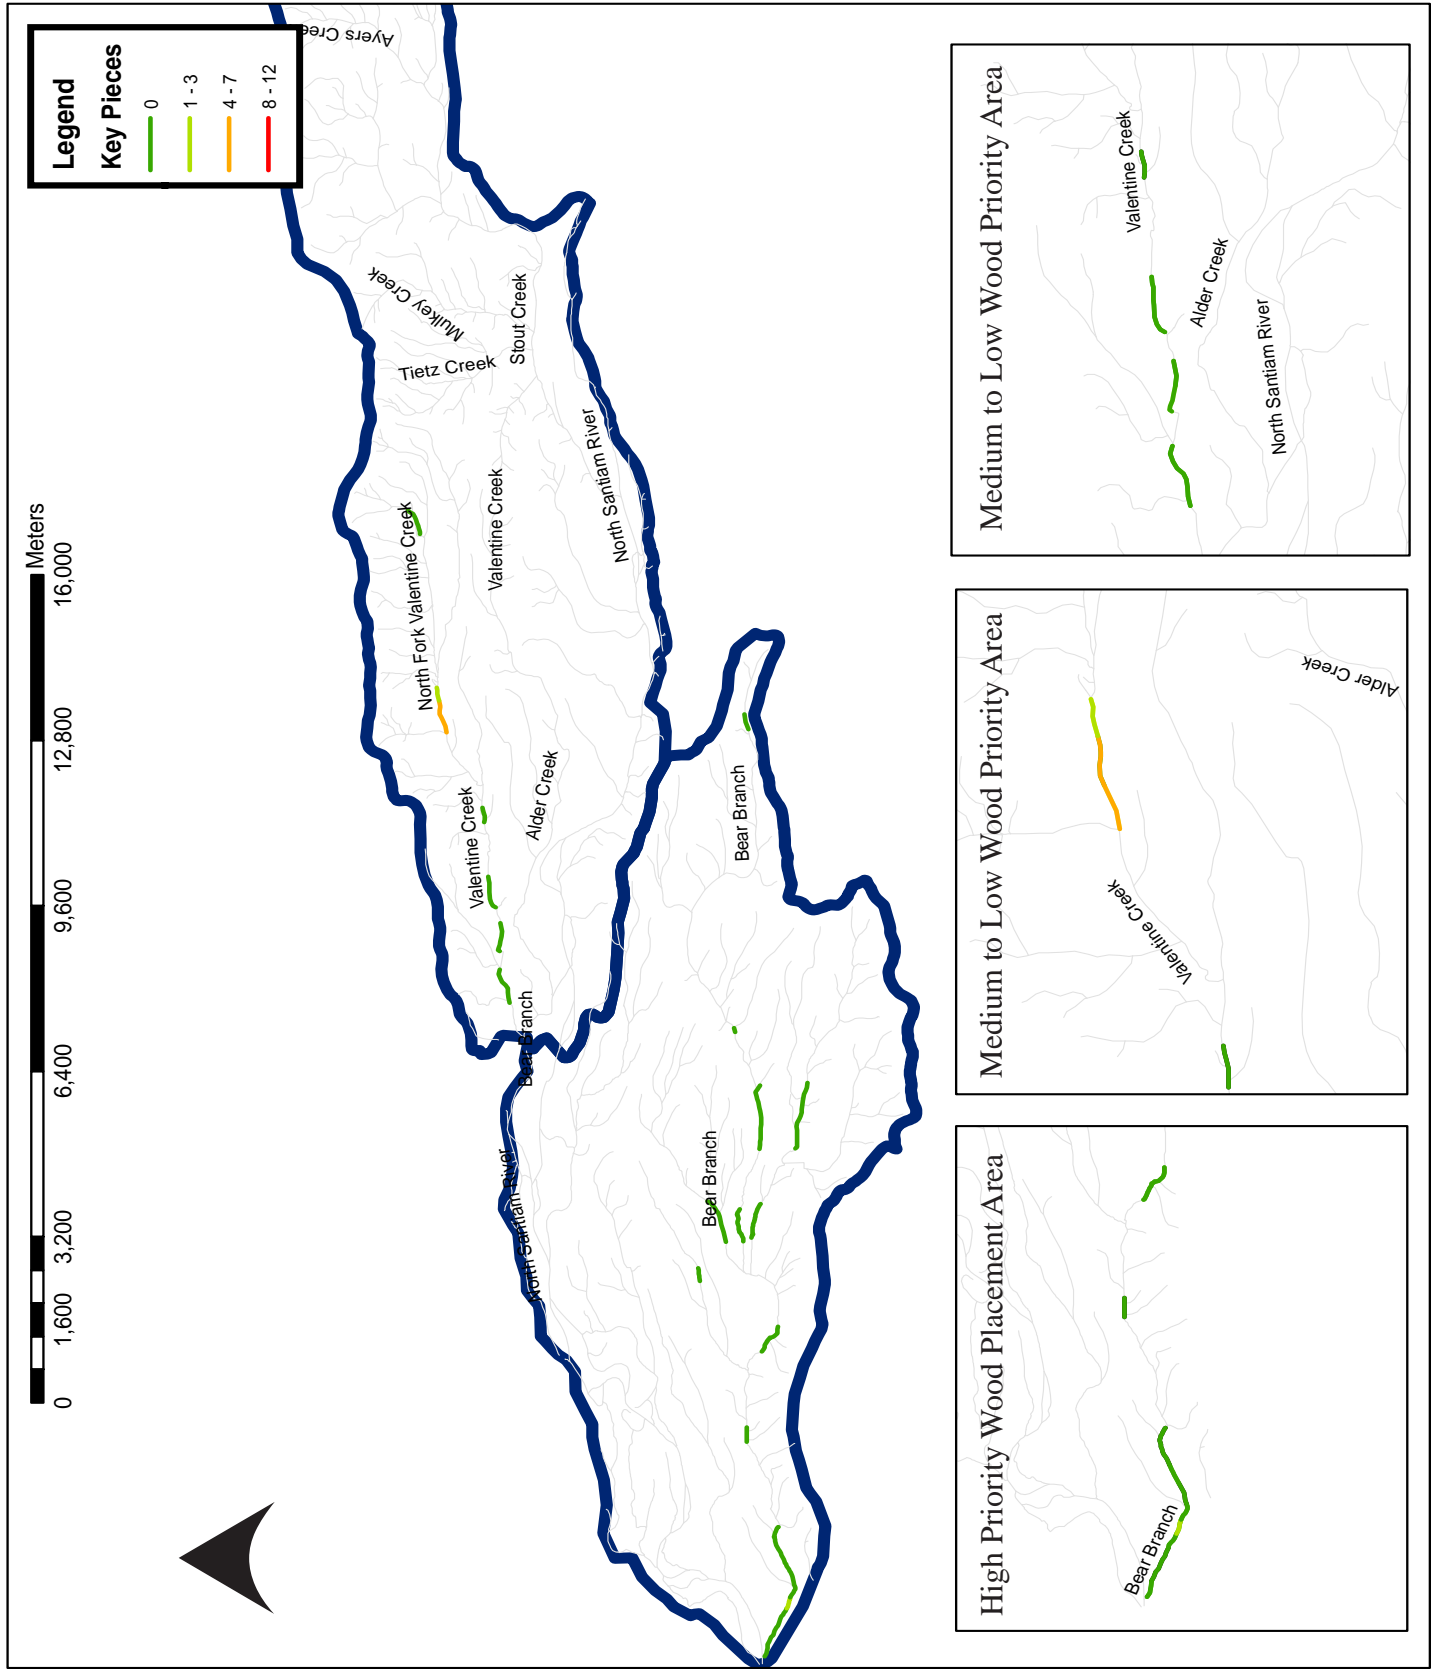 Legend
Key Pieces
0
1 - 3
4 - 7
8 - 12
0
1,600
3,200
6,400
9,600
12,800
16,000
Meters
Ayers Cree
Mulkey Creek
Tietz Creek
Stout Creek
North Santiam River
North Fork Valentine Creek
Valentine Creek
Valentine Creek
Alder Creek
Bear Branch
Bear Branch
North Santiam River
Bear Branch
High Priority Wood Placement Area
Bear Branch
Medium to Low Wood Priority Area
Valentine Creek
Alder Creek
Medium to Low Wood Priority Area
Valentine Creek
Alder Creek
North Santiam River